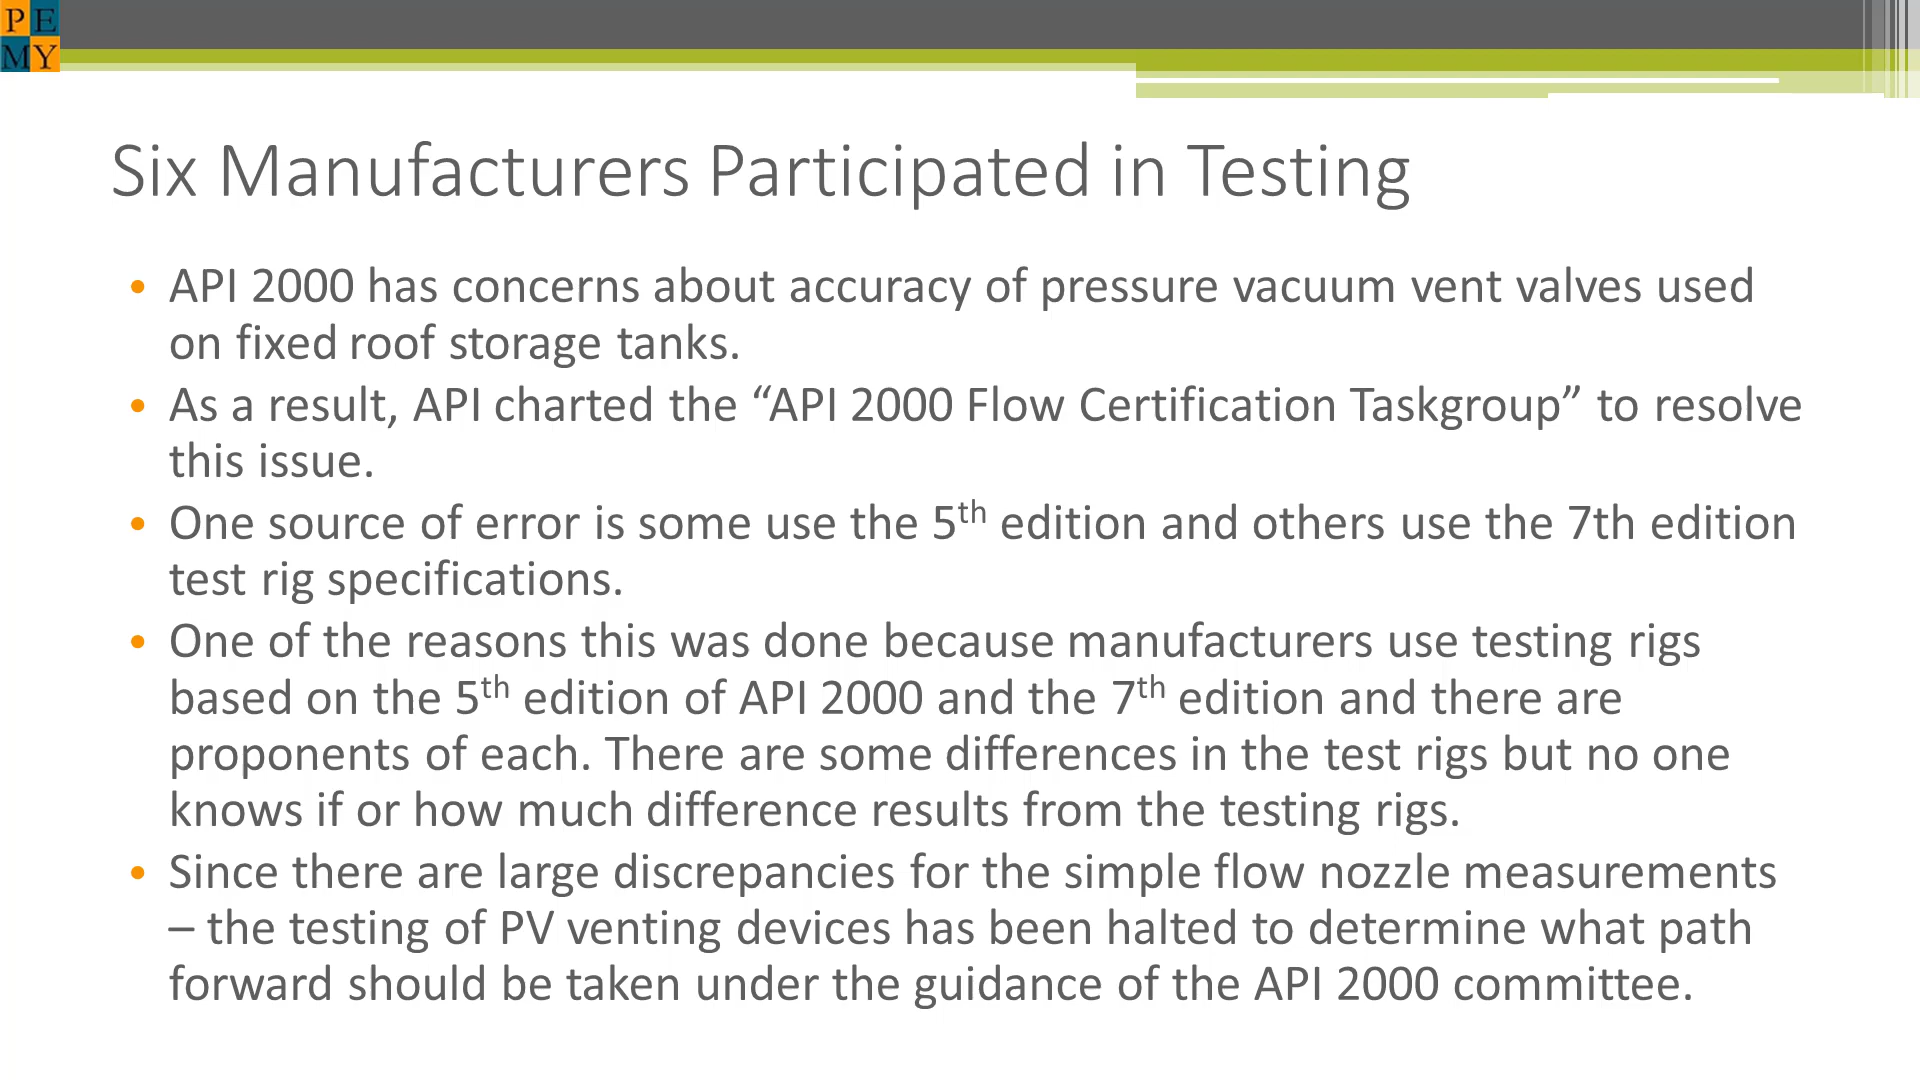 PE
MY
Six Manufacturers Participated in Testing
• API 2000 has concerns about accuracy of pressure vacuum vent valves used
on fixed roof storage tanks.
• As a result, API charted the “API 2000 Flow Certification Taskgroup” to resolve
this issue.
• One source of error is some use the 5th edition and others use the 7th edition
test rig specifications.
• One of the reasons this was done because manufacturers use testing rigs
based on the 5th edition of API 2000 and the 7th edition and there are
proponents of each. There are some differences in the test rigs but no one
knows if or how much difference results from the testing rigs.
• Since there are large discrepancies for the simple flow nozzle measurements
– the testing of PV venting devices has been halted to determine what path
forward should be taken under the guidance of the API 2000 committee.